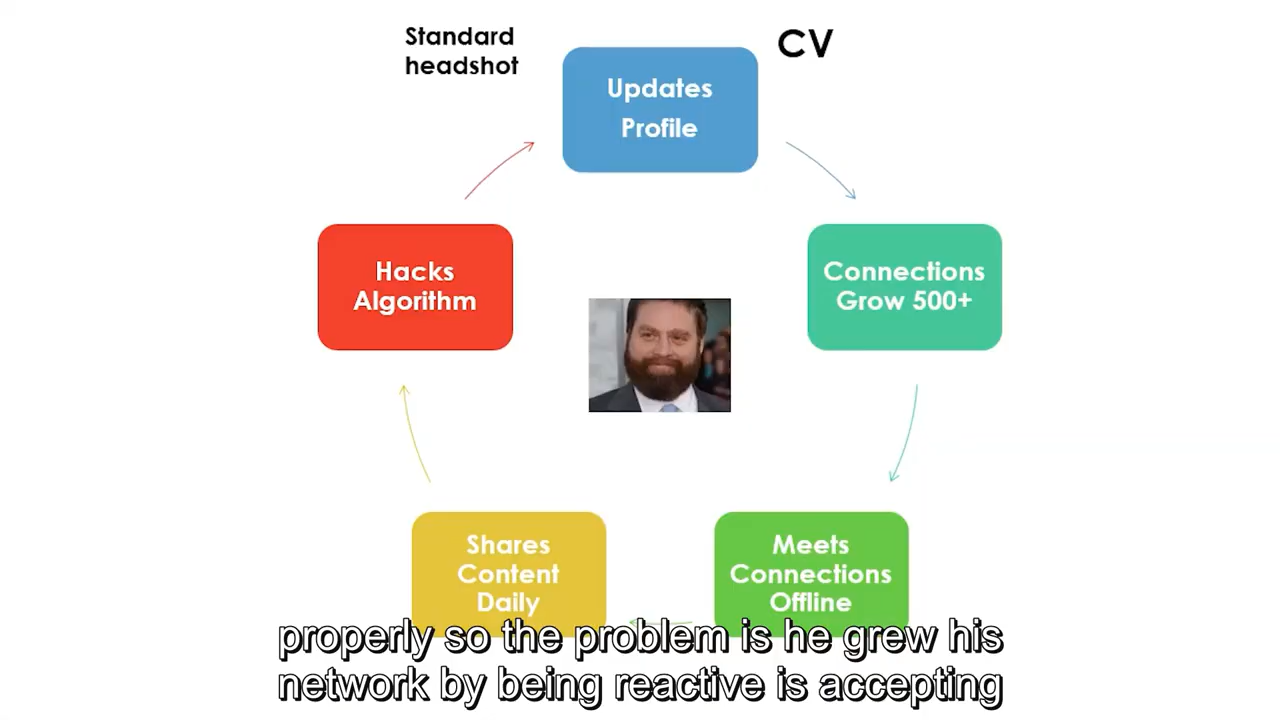 Standard
headshot
CV
Updates
Profile
Hacks
Algorithm
Connections
Grow 500+
Shares
Content
Daily
Meets
Connections
Offline
properly so the problem is he grew his
network by being reactive is accepting